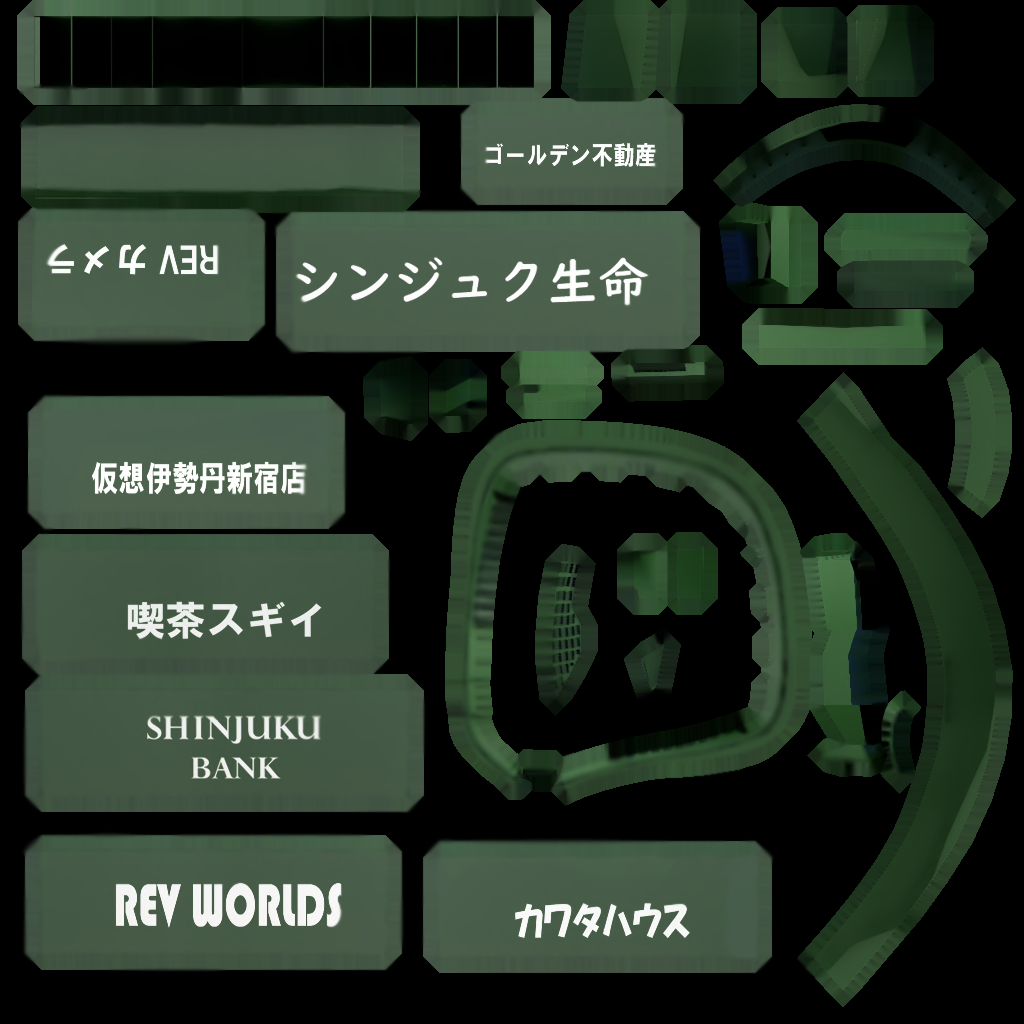 ゴールデン不動産
REV カメラ
シンジュク生命
仮想伊勢丹新宿店
喫茶スギイ
SHINJUKU
BANK
REV WORLDS
カワタハウス